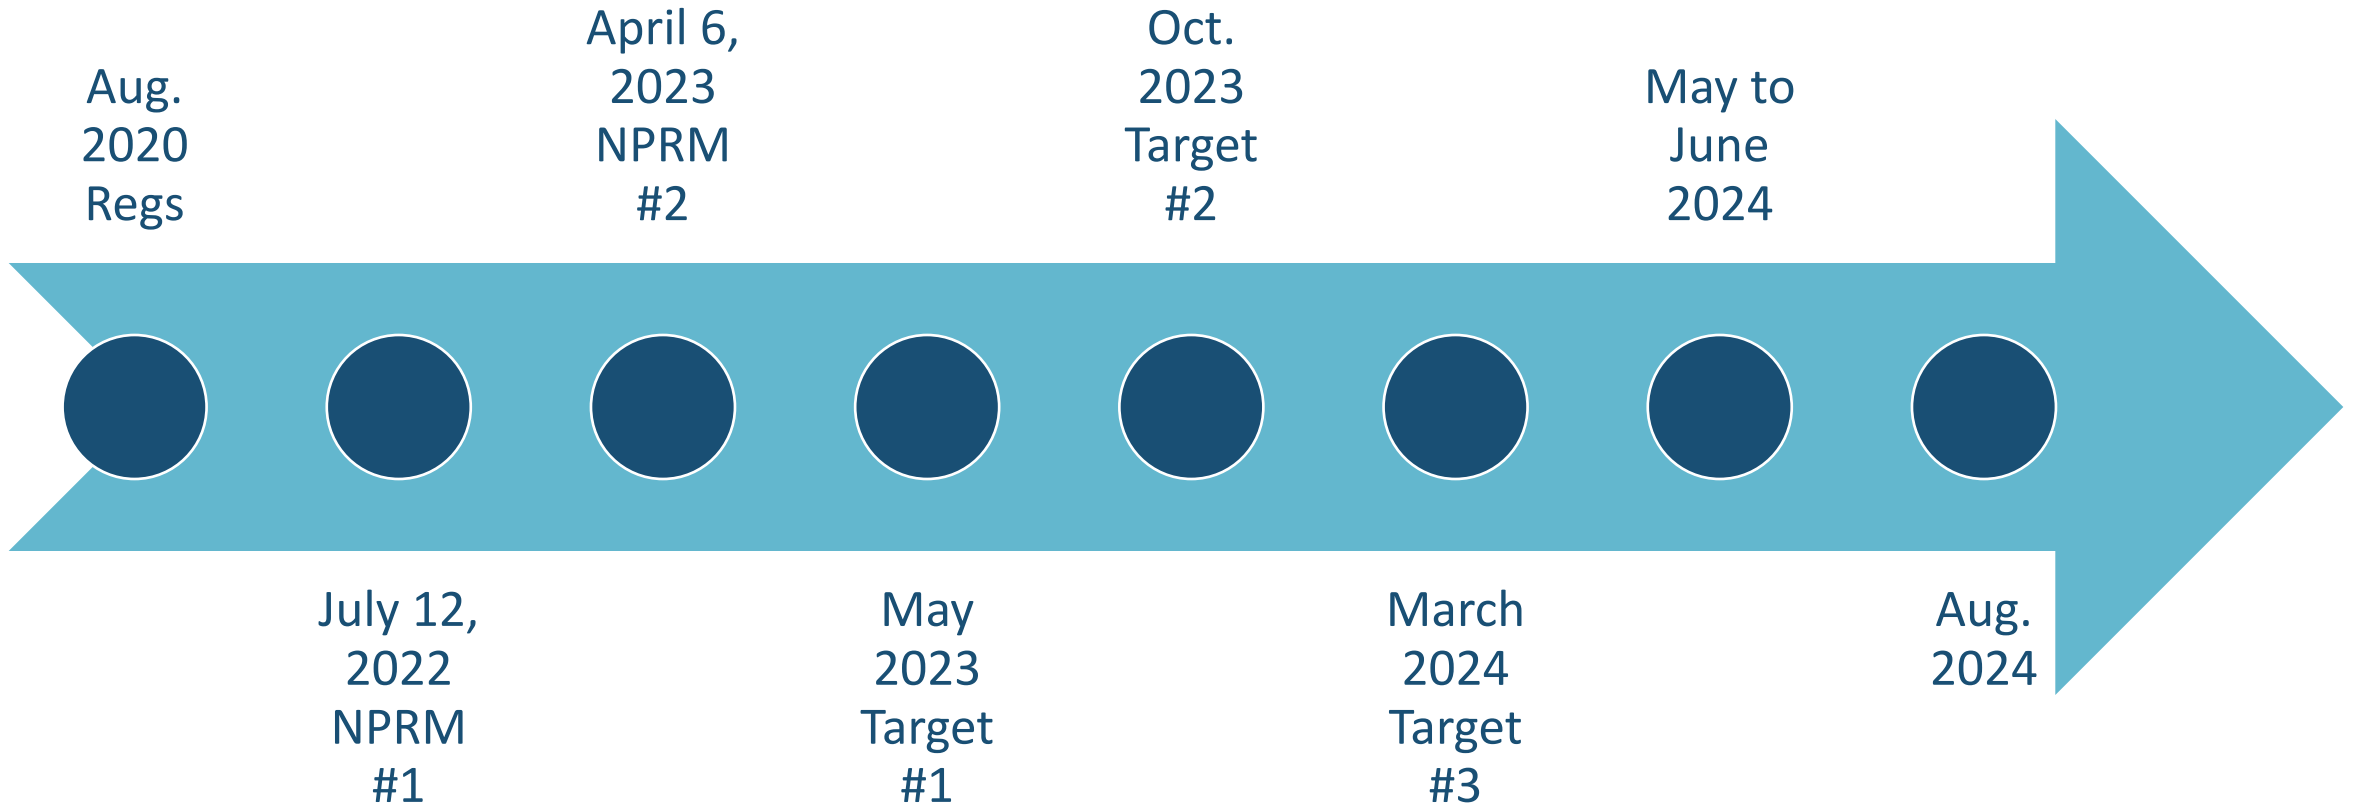 Aug.
2020
Regs
July 12,
2022
NPRM
#1
April 6,
2023
NPRM
#2
May
2023
Target
#1
Oct.
2023
Target
#2
March
2024
Target
#3
May to
June
2024
Aug.
2024